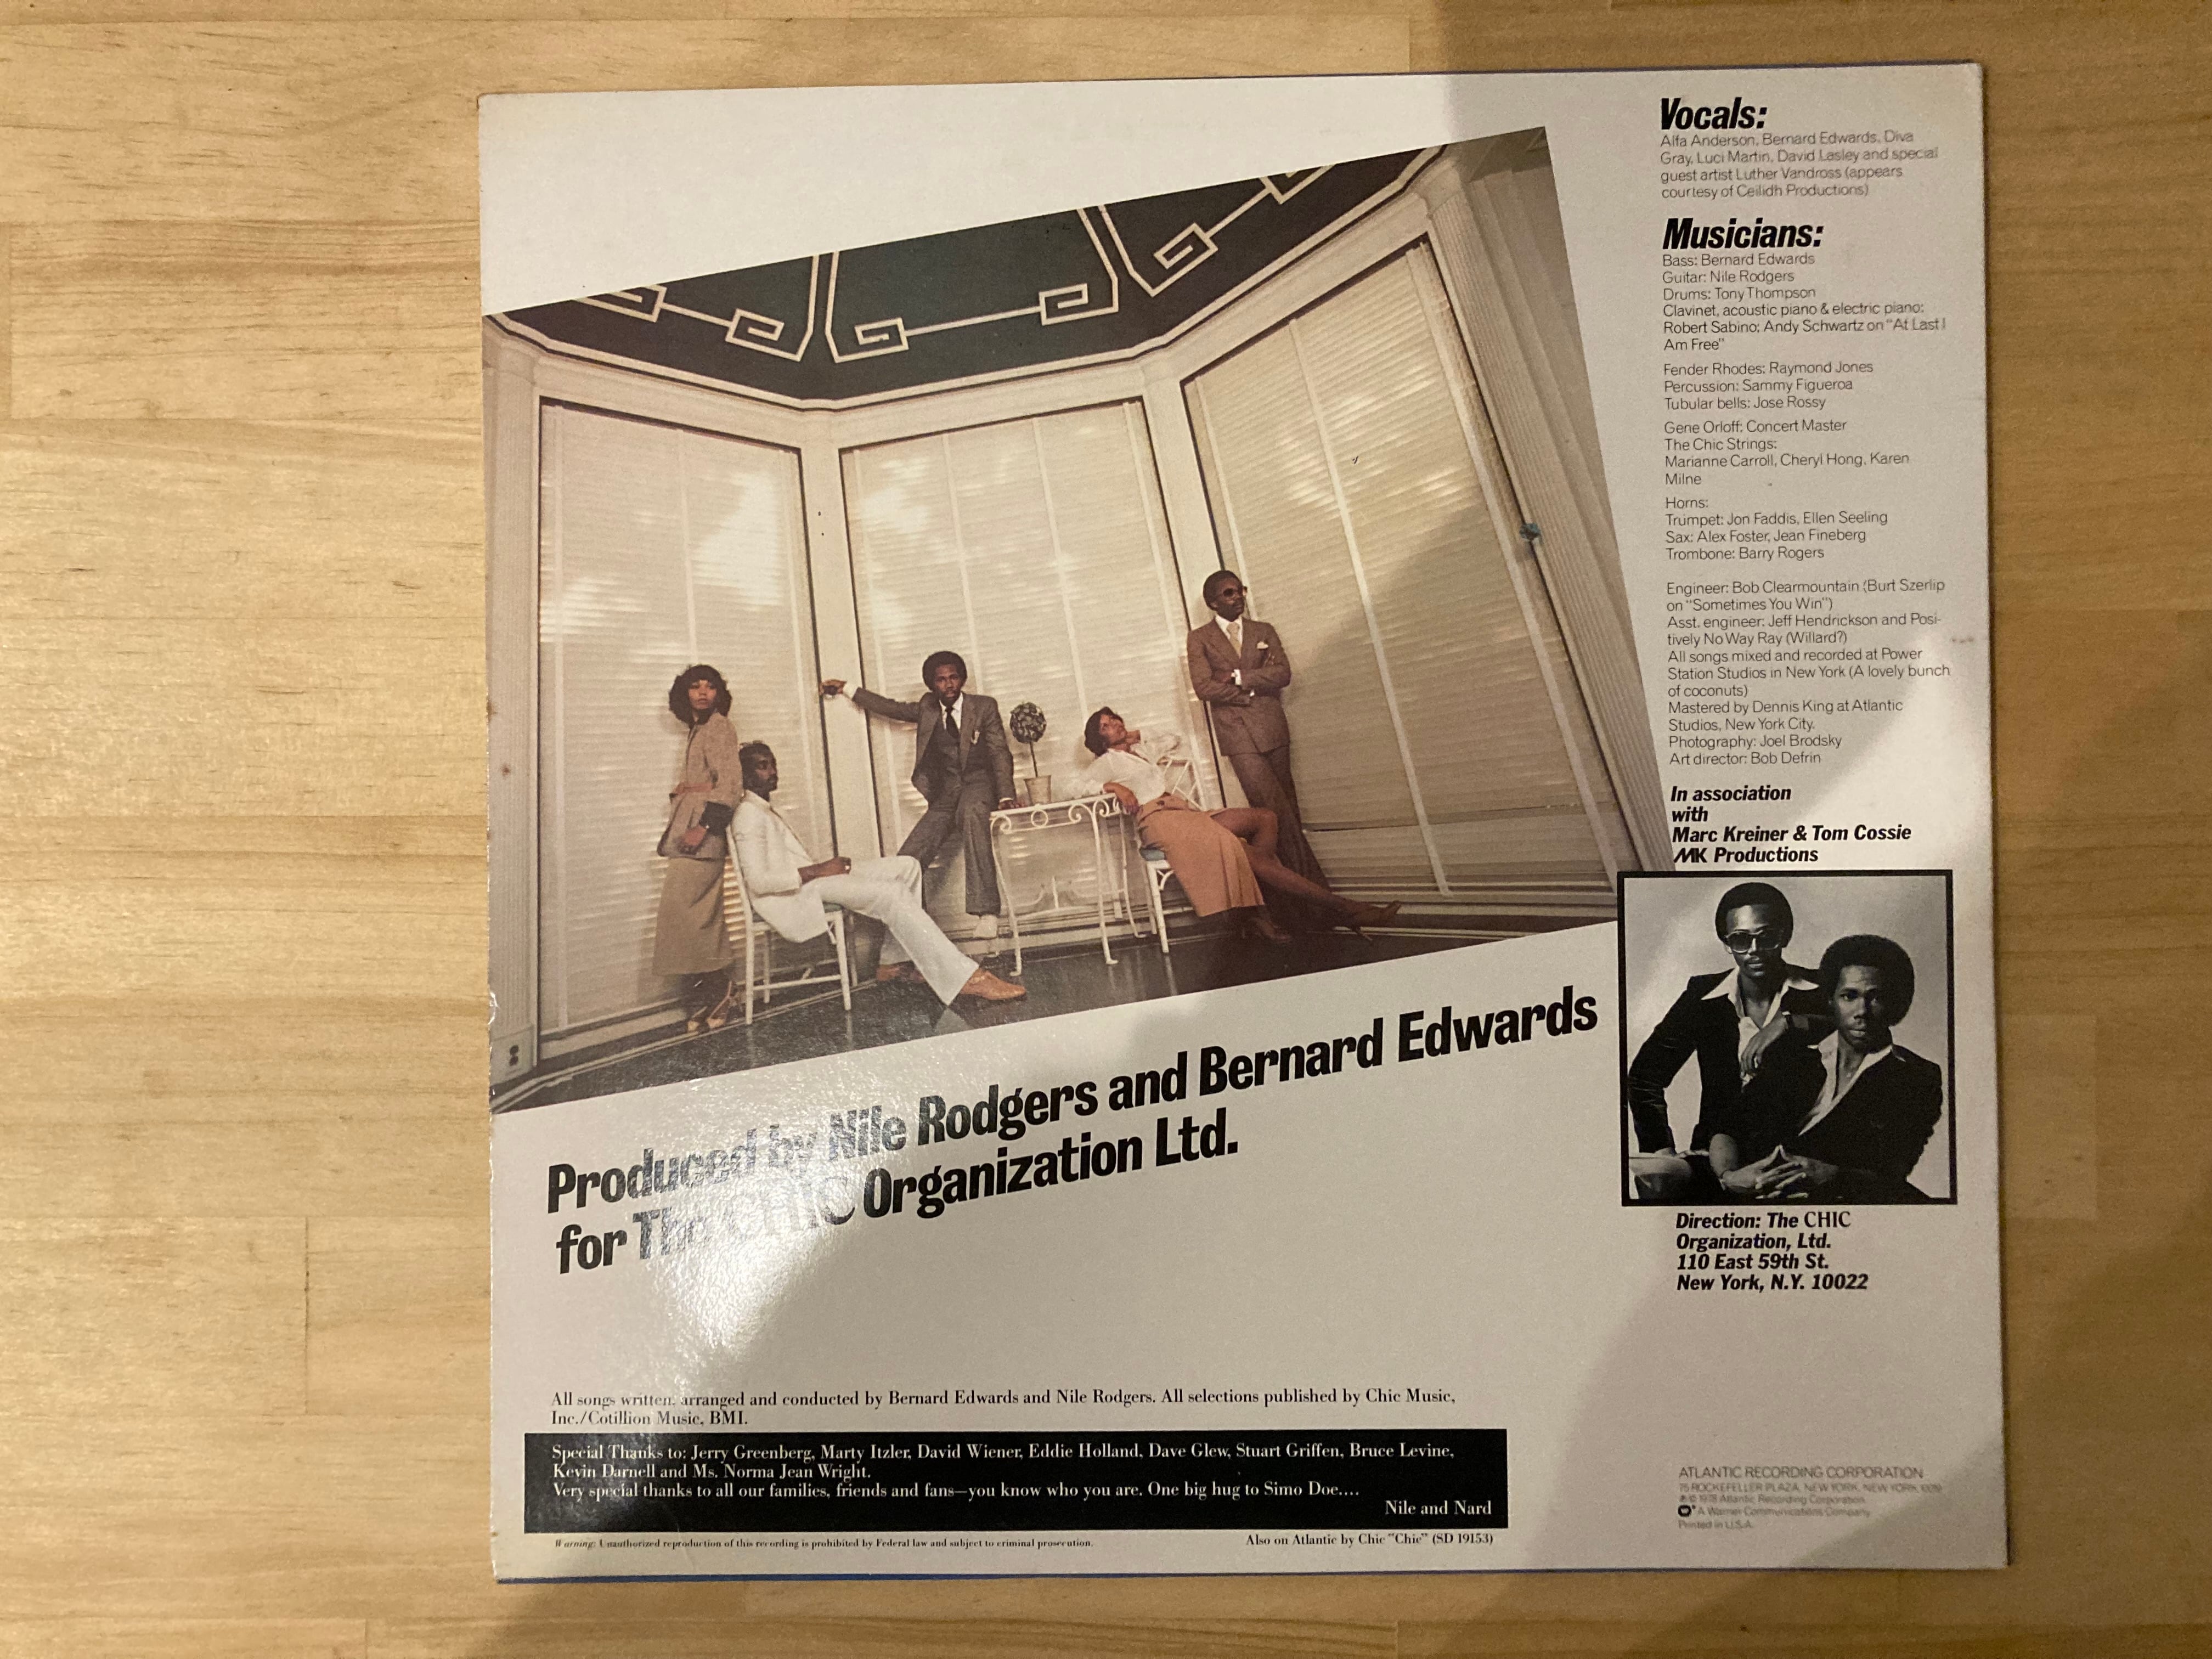 Vocals:
Alfa Anderson, Bernard Edwards, Diva
Gray, Luci Martin, David Lasley and special
guest artist Luther Vandross (appears
courtesy of Ceilidh Productions)
Musicians:
Bass: Bernard Edwards
Guitar: Nile Rodgers
Drums: Tony Thompson
Clavinet, acoustic piano & electric piano:
Robert Sabino; Andy Schwartz on "At Last I
Am Free"
Fender Rhodes: Raymond Jones
Percussion: Sammy Figueroa
Tubular bells: Jose Rossy
Gene Orloff: Concert Master
The Chic Strings:
Marianne Carroll, Cheryl Hong, Karen
Milne
Horns:
Trumpet: Jon Faddis, Ellen Seeling
Sax: Alex Foster, Jean Fineberg
Trombone: Barry Rogers
Engineer: Bob Clearmountain (Burt Szerlip
on "Sometimes You Win")
Asst. engineer: Jeff Hendrickson and Posi-
tively No Way Ray (Willard?)
All songs mixed and recorded at Power
Station Studios in New York (A lovely bunch
of coconuts)
Mastered by Dennis King at Atlantic
Studios, New York City.
Photography: Joel Brodsky
Art director: Bob Defrin
In association
with
Marc Kreiner & Tom Cossie
MK Productions
Direction: The CHIC
Organization, Ltd.
110 East 59th St.
New York, N.Y. 10022
Produced by Nile Rodgers and Bernard Edwards
for The CHIC Organization Ltd.
All songs written, arranged and conducted by Bernard Edwards and Nile Rodgers. All selections published by Chic Music,
Inc./Cotillion Music, BMI.
Special Thanks to: Jerry Greenberg, Marty Itzler, David Wiener, Eddie Holland, Dave Glew, Stuart Griffen, Bruce Levine,
Kevin Darnell and Ms. Norma Jean Wright.
Very special thanks to all our families, friends and fans—you know who you are. One big hug to Simo Doe....
Nile and Nard
Warning: Unauthorized reproduction of this recording is prohibited by Federal law and subject to criminal prosecution.
Also on Atlantic by Chic "Chic" (SD 19153)
ATLANTIC RECORDING CORPORATION
75 ROCKEFELLER PLAZA, NEW YORK, NEW YORK 10019
℗ © 1978 Atlantic Recording Corporation
A Warner Communications Company
Printed in U.S.A.